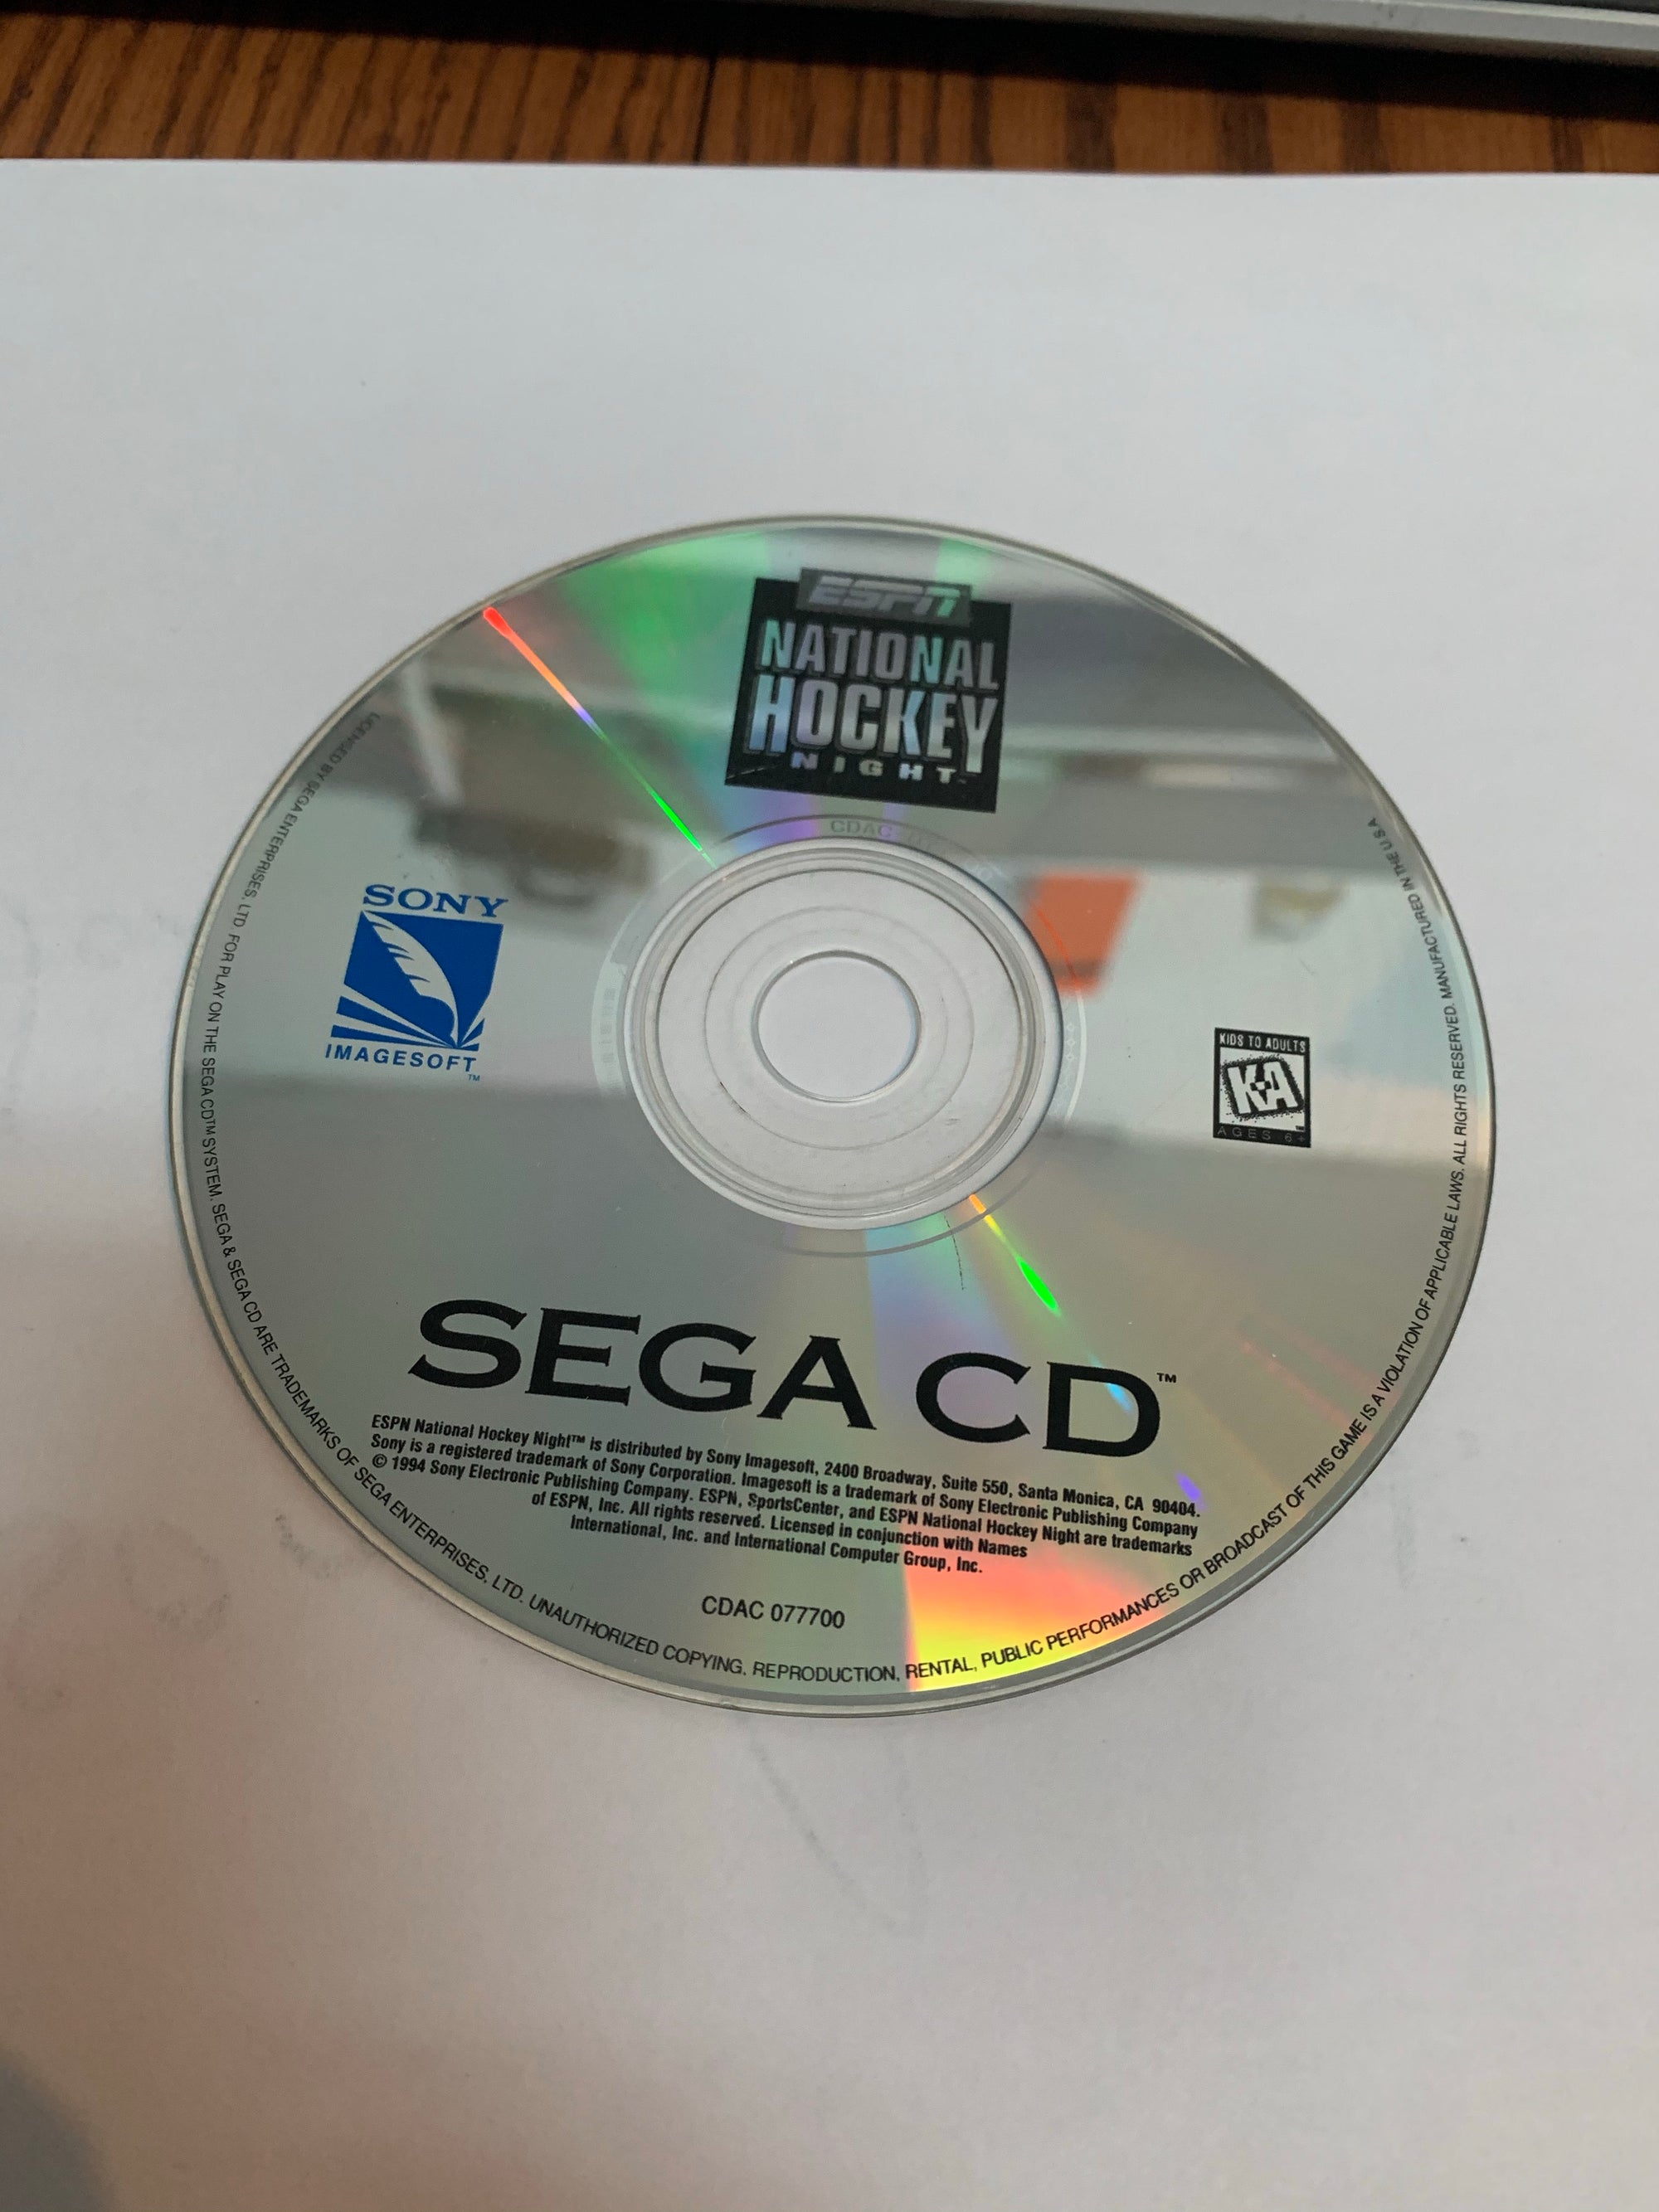 ESPN
NATIONAL
HOCKEY
NIGHT
CDAC
SONY
IMAGESOFT™
KIDS TO ADULTS
K-A
AGES 6+
SEGA CD™
ESPN National Hockey Night™ is distributed by Sony Imagesoft, 2400 Broadway, Suite 550, Santa Monica, CA 90404.
Sony is a registered trademark of Sony Corporation. Imagesoft is a trademark of Sony Electronic Publishing Company
© 1994 Sony Electronic Publishing Company. ESPN, SportsCenter, and ESPN National Hockey Night are trademarks
of ESPN, Inc. All rights reserved. Licensed in conjunction with Names
International, Inc. and International Computer Group, Inc.
CDAC 077700
LICENSED BY SEGA ENTERPRISES, LTD. FOR PLAY ON THE SEGA CD™ SYSTEM. SEGA & SEGA CD ARE TRADEMARKS OF SEGA ENTERPRISES, LTD. UNAUTHORIZED COPYING, REPRODUCTION, RENTAL, PUBLIC PERFORMANCES OR BROADCAST OF THIS GAME IS A VIOLATION OF APPLICABLE LAWS. ALL RIGHTS RESERVED. MANUFACTURED IN THE U.S.A